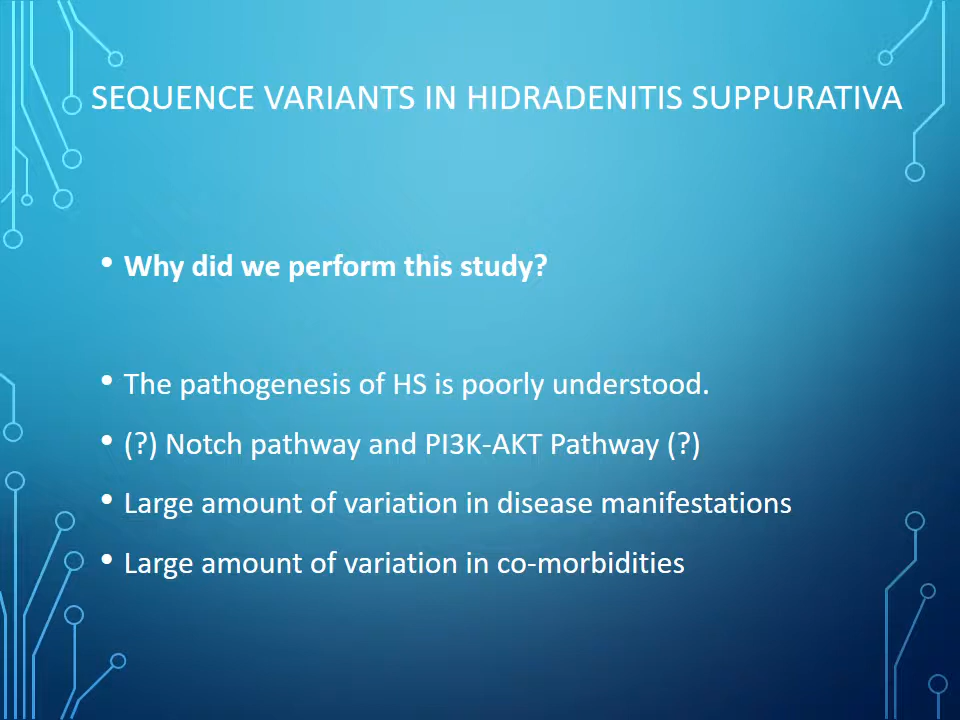 SEQUENCE VARIANTS IN HIDRADENITIS SUPPURATIVA
• Why did we perform this study?
• The pathogenesis of HS is poorly understood.
• (?) Notch pathway and PI3K-AKT Pathway (?)
• Large amount of variation in disease manifestations
• Large amount of variation in co-morbidities